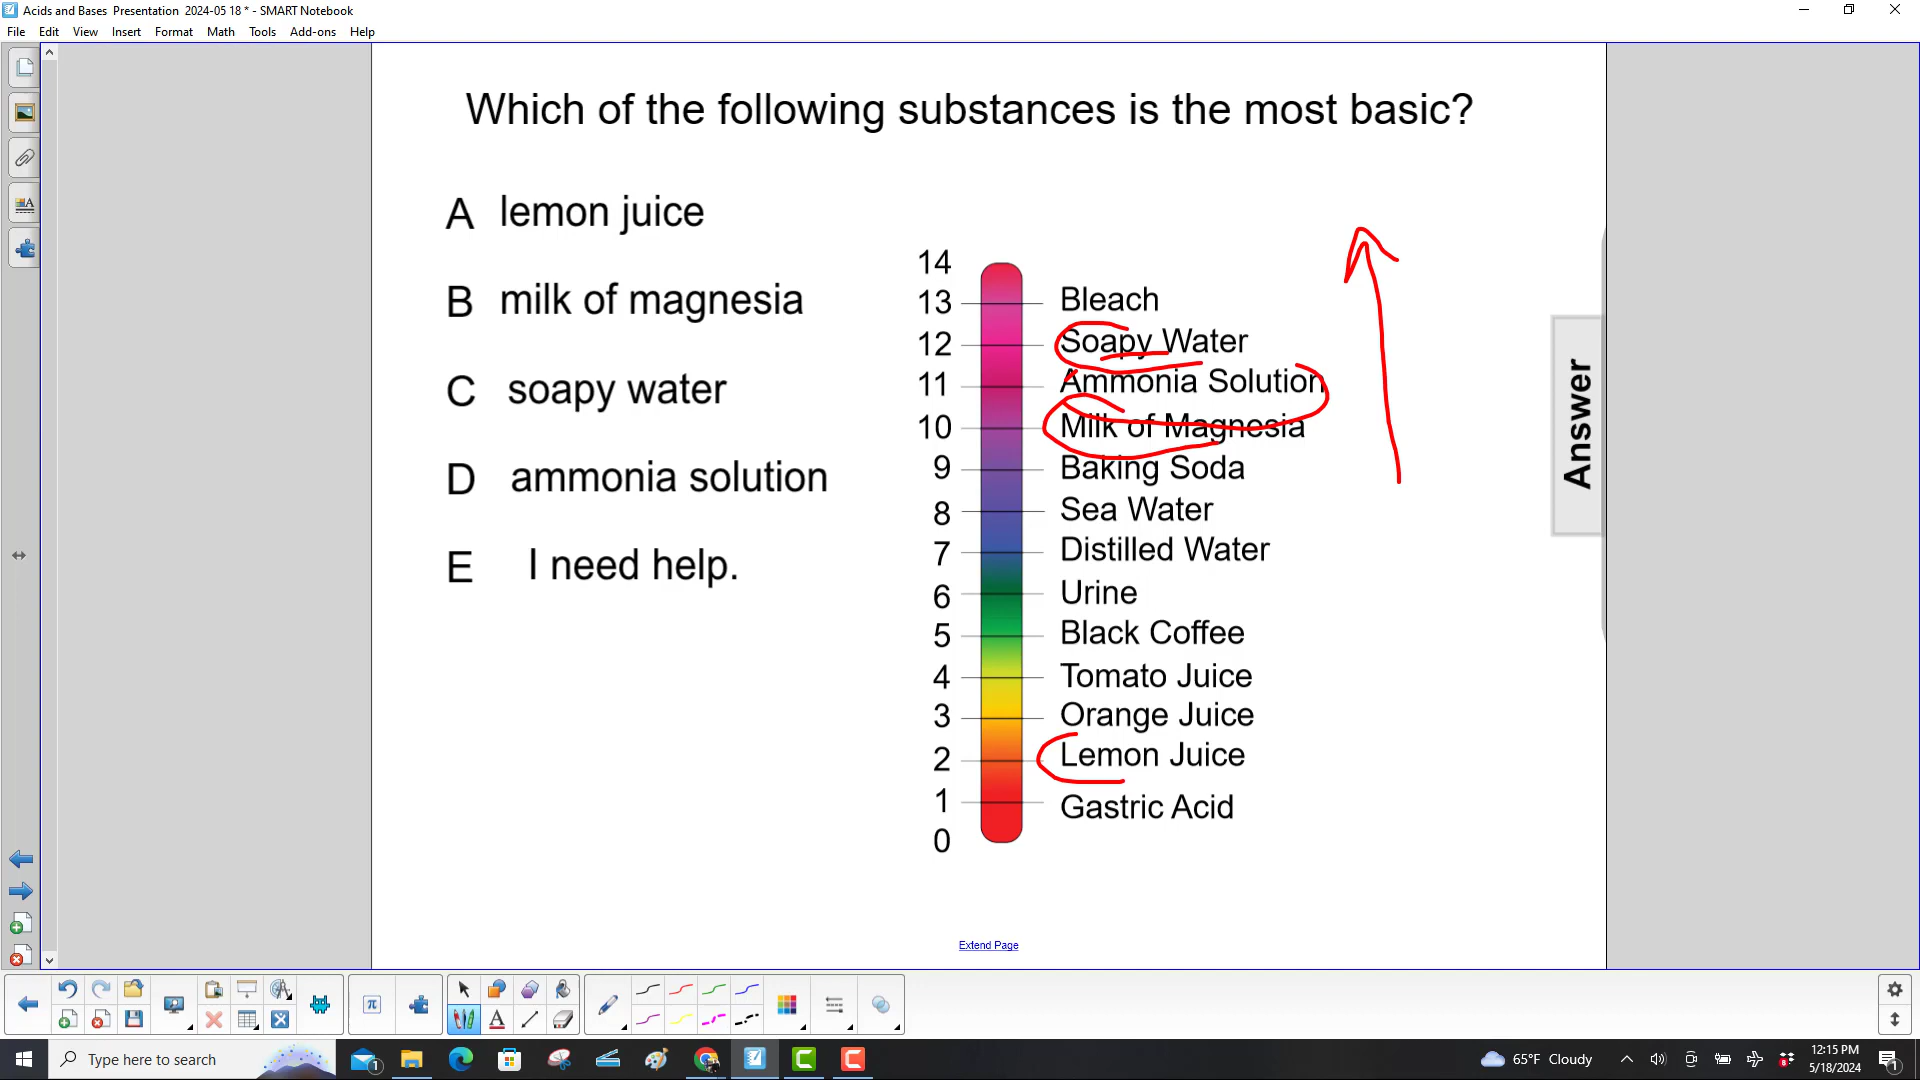 Acids and Bases Presentation 2024-05 18 * - SMART Notebook
File Edit View Insert Format Math Tools Add-ons Help
Which of the following substances is the most basic?
A lemon juice
B milk of magnesia
C soapy water
D ammonia solution
E I need help.
14
13 Bleach
12 Soapy Water
11 Ammonia Solution
10 Milk of Magnesia
9 Baking Soda
8 Sea Water
7 Distilled Water
6 Urine
5 Black Coffee
4 Tomato Juice
3 Orange Juice
2 Lemon Juice
1 Gastric Acid
0
Answer
Extend Page
π
A
Type here to search
1
65°F Cloudy
12:15 PM
5/18/2024
1